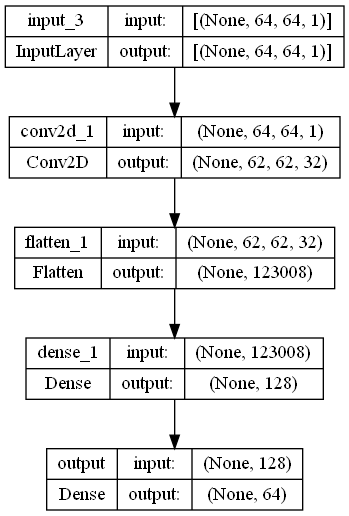 input_3 input: [(None, 64, 64, 1)]
InputLayer output: [(None, 64, 64, 1)]
conv2d_1 input: (None, 64, 64, 1)
Conv2D output: (None, 62, 62, 32)
flatten_1 input: (None, 62, 62, 32)
Flatten output: (None, 123008)
dense_1 input: (None, 123008)
Dense output: (None, 128)
output input: (None, 128)
Dense output: (None, 64)